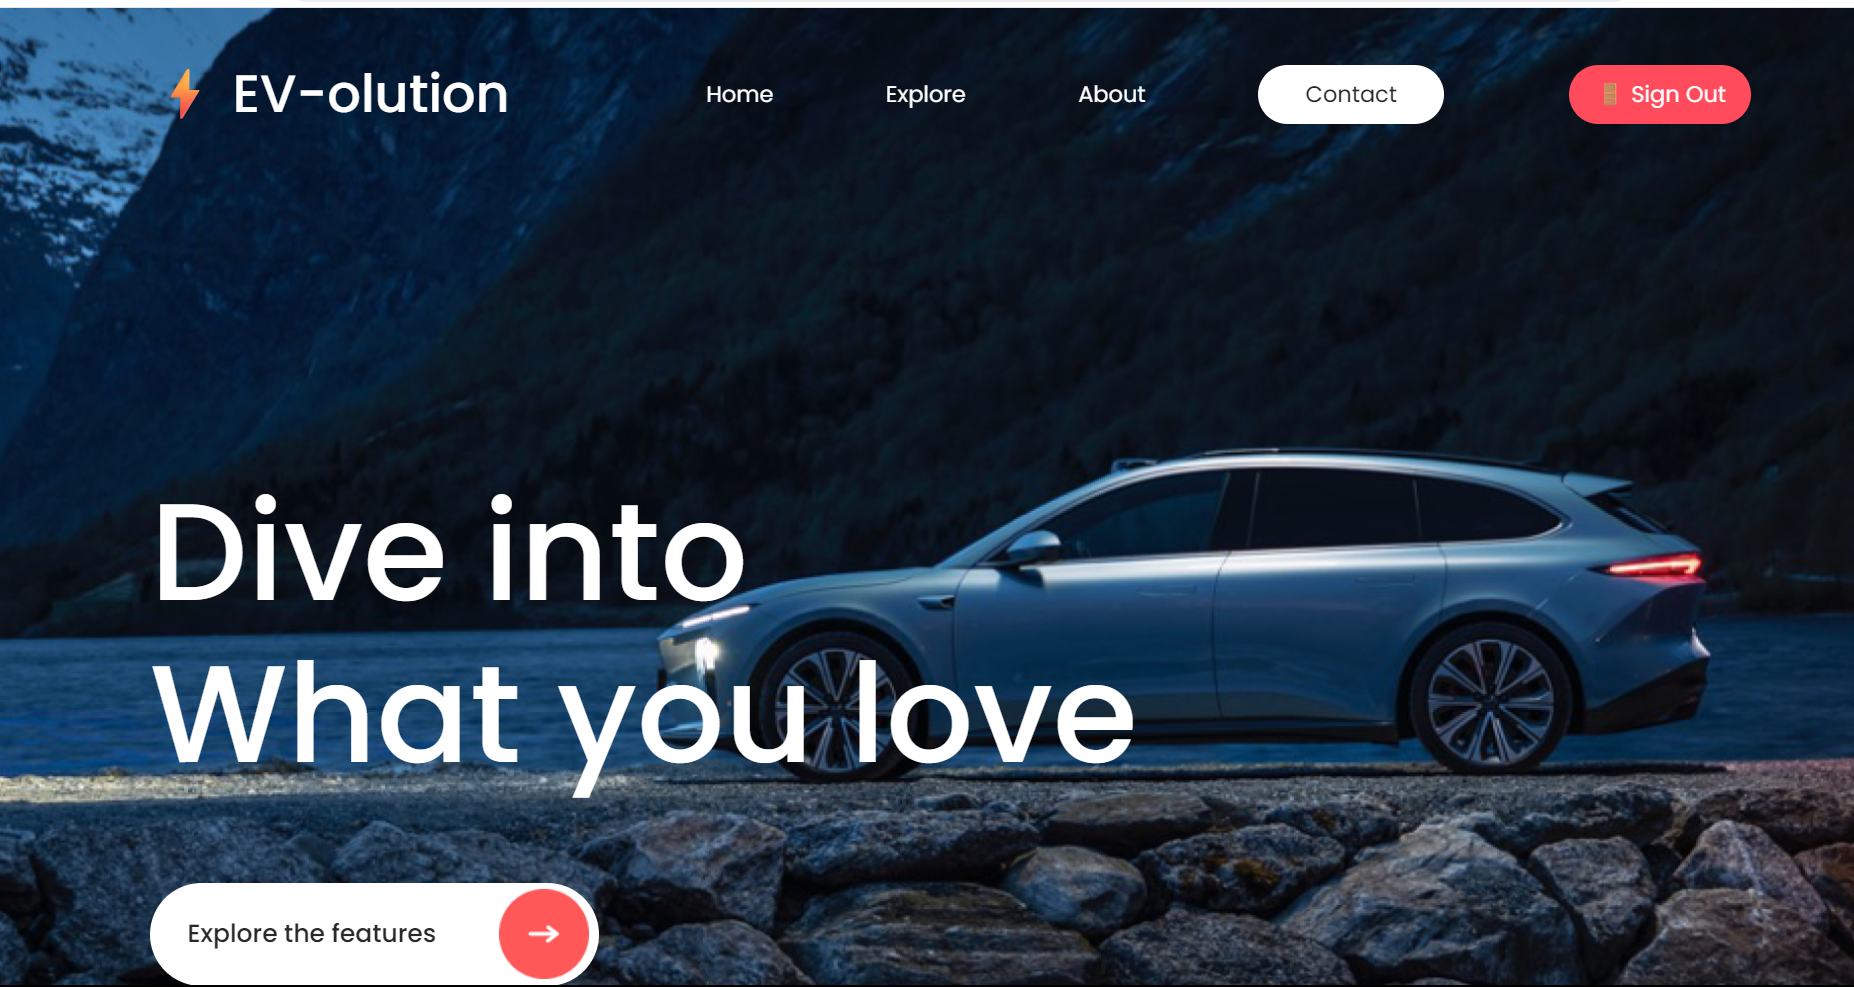 EV-olution
Home
Explore
About
Contact
Sign Out
Dive into
What you love
Explore the features